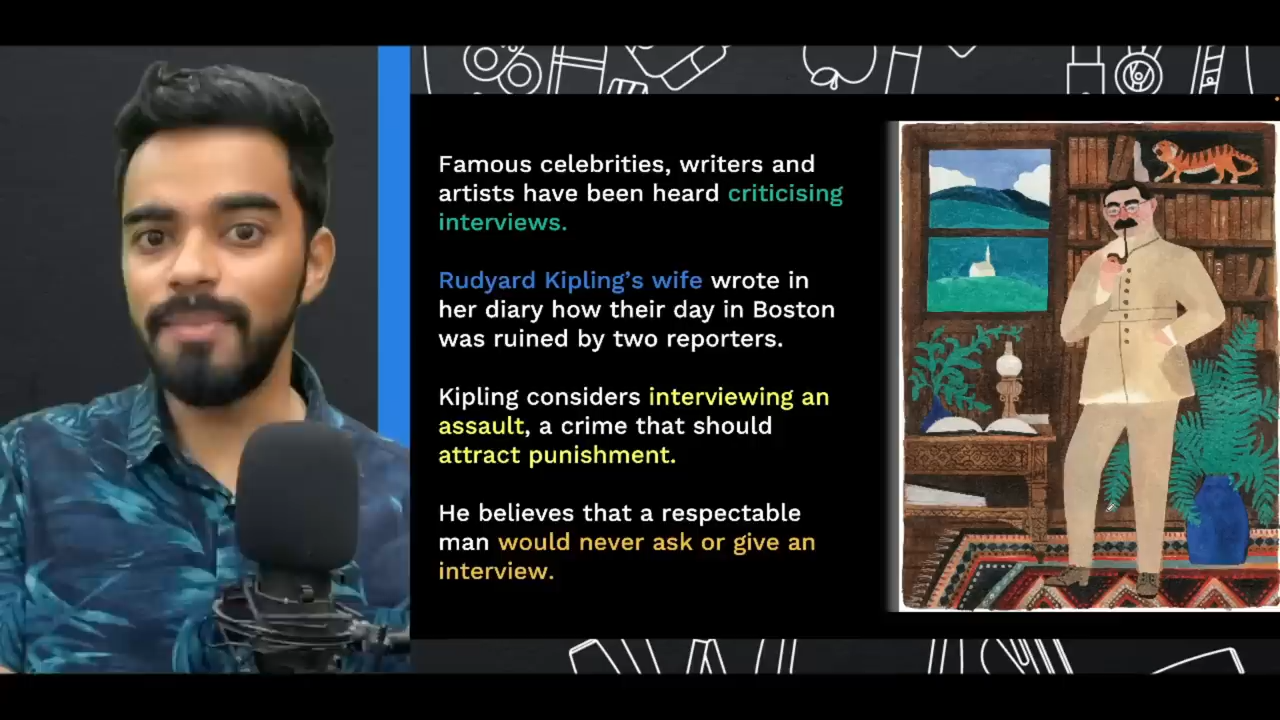 Famous celebrities, writers and
artists have been heard criticising
interviews.
Rudyard Kipling's wife wrote in
her diary how their day in Boston
was ruined by two reporters.
Kipling considers interviewing an
assault, a crime that should
attract punishment.
He believes that a respectable
man would never ask or give an
interview.